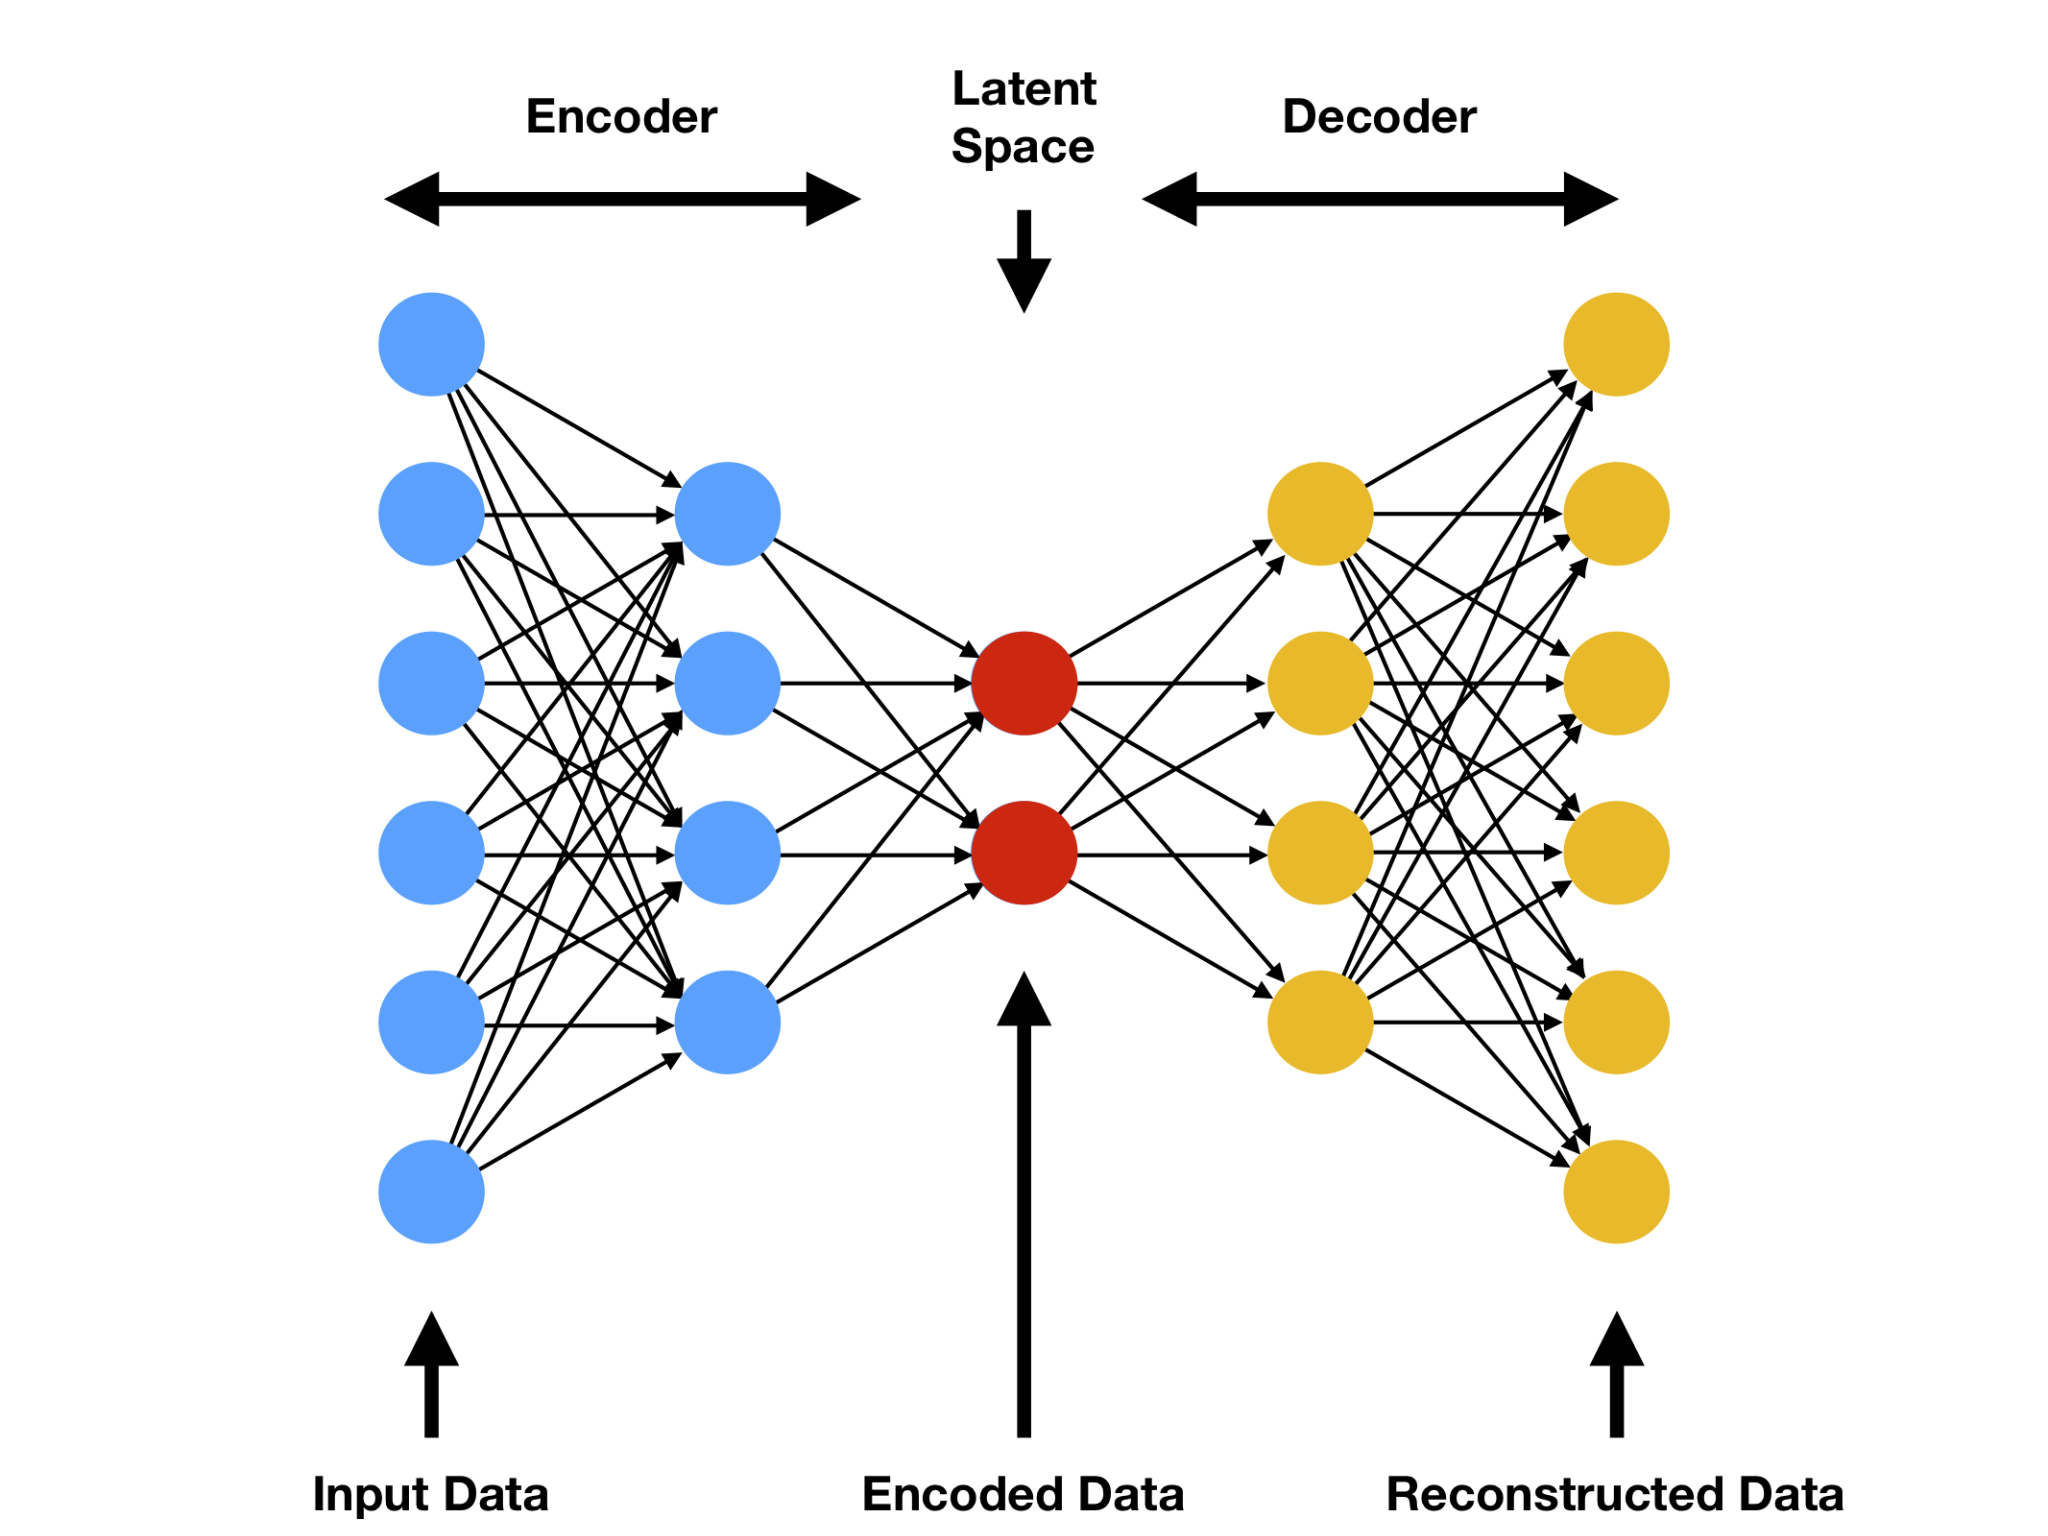 Encoder
Latent
Space
Decoder
Input Data
Encoded Data
Reconstructed Data